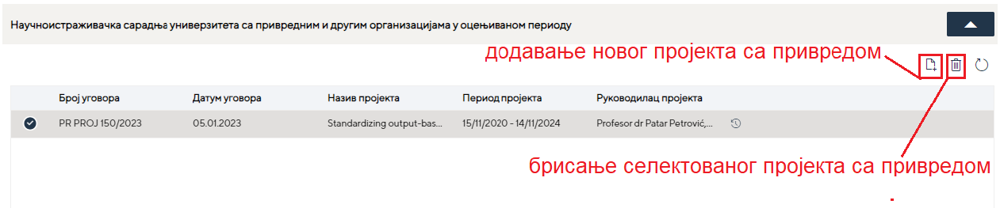 Научноистраживачка сарадња универзитета са привредним и другим организацијама у оцењиваном периоду
додавање новог пројекта са привредом
Број уговора Датум уговора Назив пројекта Период пројекта Руководилац пројекта
PR PROJ 150/2023 05.01.2023 Standardizing output-bas... 15/11/2020 - 14/11/2024 Profesor dr Patar Petrović,...
брисање селектованог пројекта са привредом